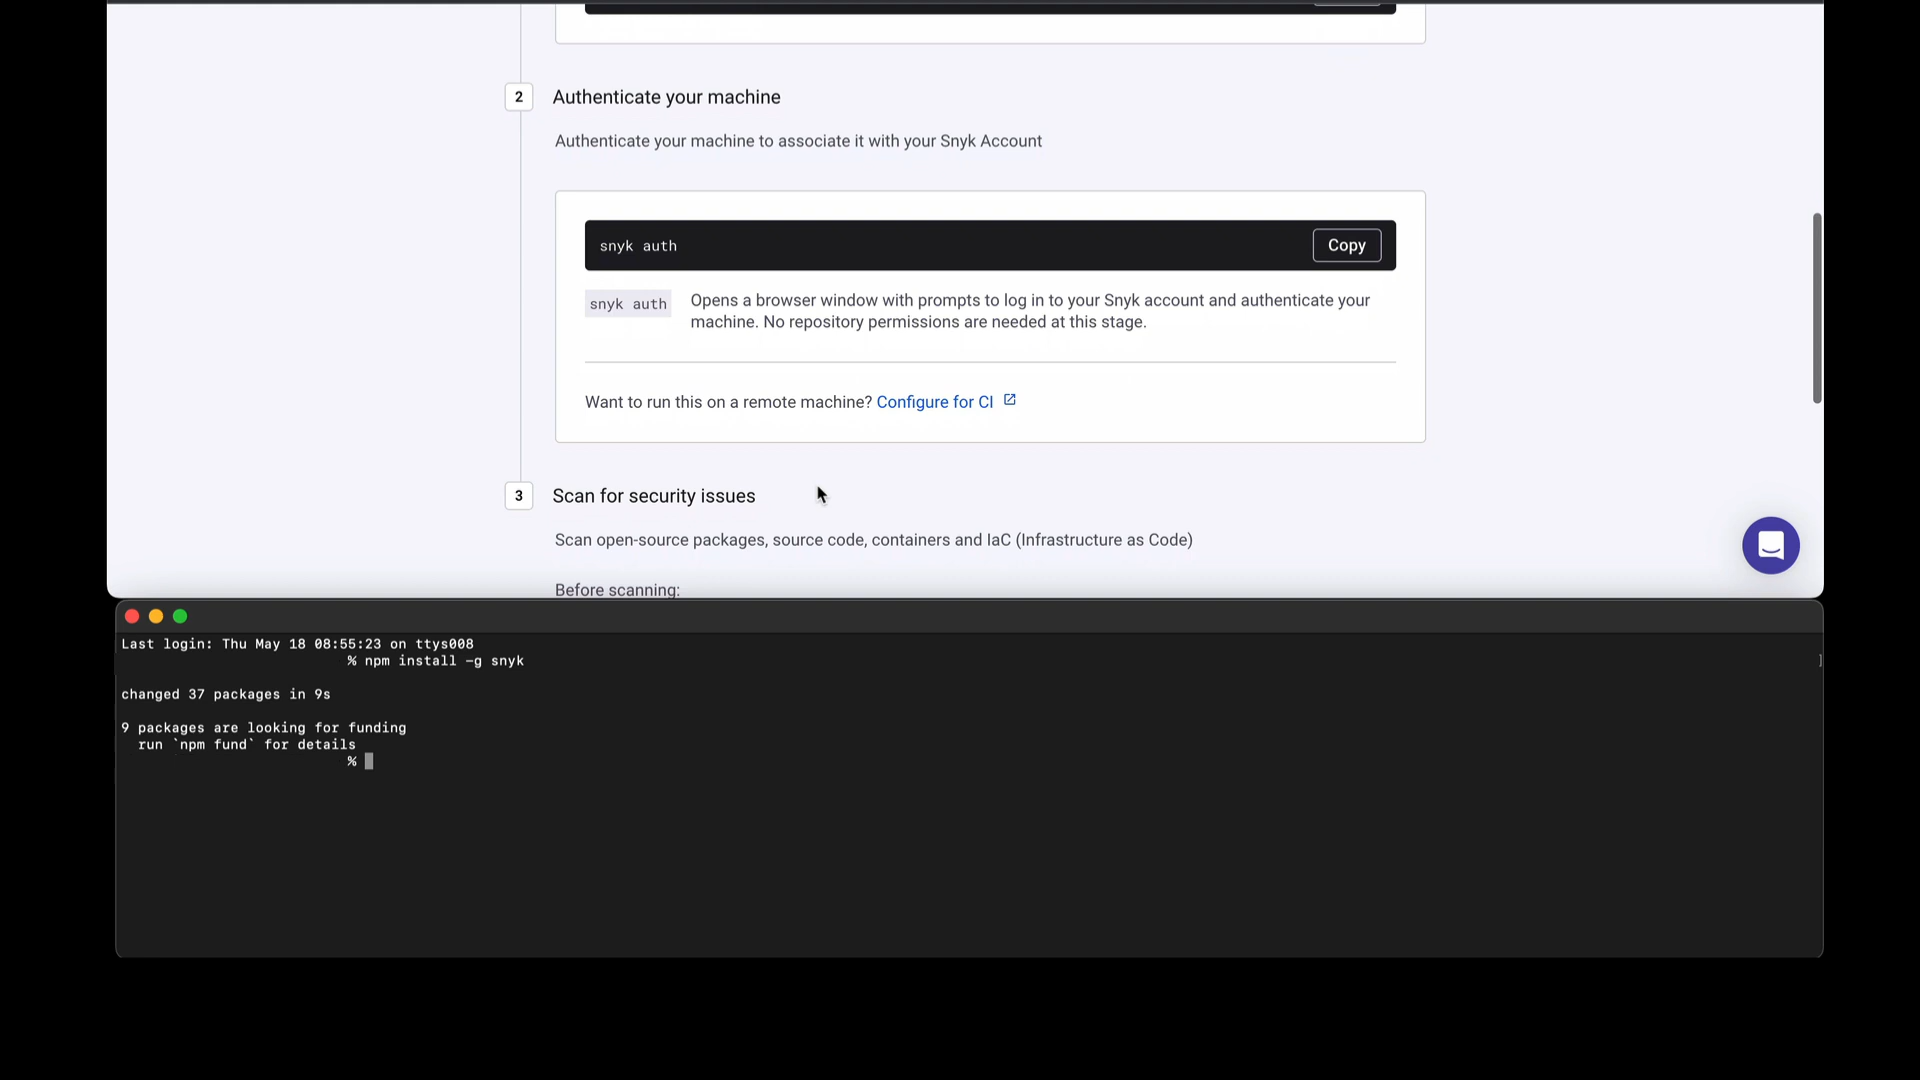 2 Authenticate your machine
Authenticate your machine to associate it with your Snyk Account
snyk auth Copy
snyk auth Opens a browser window with prompts to log in to your Snyk account and authenticate your
machine. No repository permissions are needed at this stage.
Want to run this on a remote machine? Configure for CI
3 Scan for security issues
Scan open-source packages, source code, containers and IaC (Infrastructure as Code)
Before scanning:
Last login: Thu May 18 08:55:23 on ttys008
% npm install -g snyk ]
changed 37 packages in 9s
9 packages are looking for funding
run `npm fund` for details
%